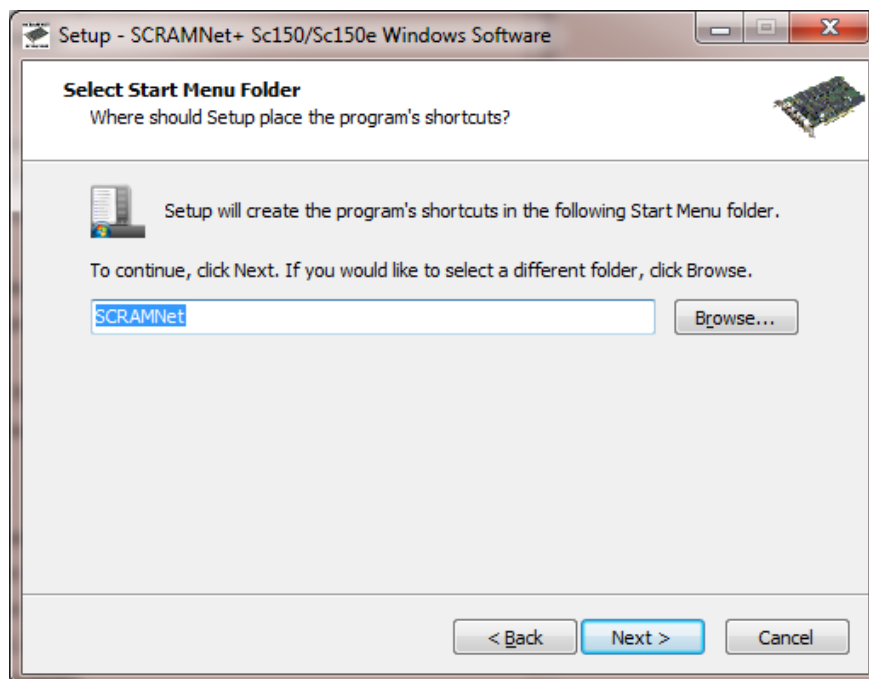 Setup - SCRAMNet+ Sc150/Sc150e Windows Software
Select Start Menu Folder
Where should Setup place the program's shortcuts?
Setup will create the program's shortcuts in the following Start Menu folder.
To continue, click Next. If you would like to select a different folder, click Browse.
SCRAMNet
Browse...
< Back
Next >
Cancel